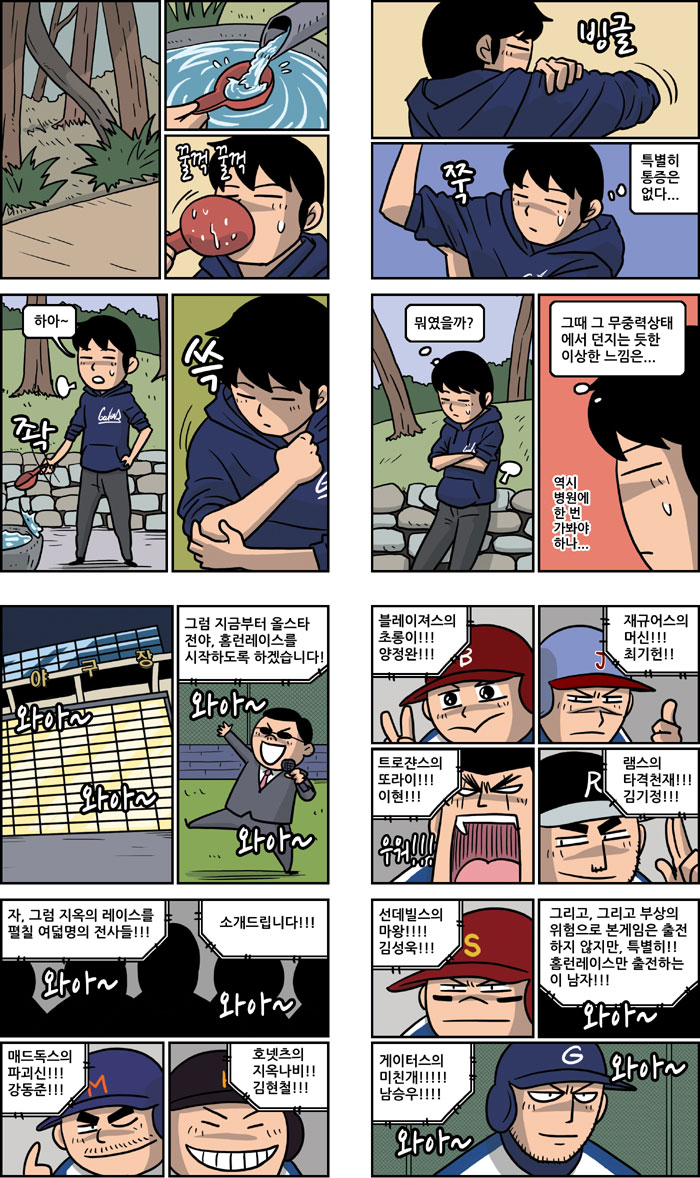 꿀꺽 꿀꺽
하아~
쫙
쓱
빙글
쭉
특별히
통증은
없다...
뭐였을까?
그때 그 무중력상태
에서 던지는 듯한
이상한 느낌은...
역시
병원에
한 번
가봐야
하나...
야구장
와아~
와아~
그럼 지금부터 올스타
전야, 홈런레이스를
시작하도록 하겠습니다!
와아~
와아~
자, 그럼 지옥의 레이스를
펼칠 여덟명의 전사들!!!
소개드립니다!!!
와아~
와아~
매드독스의
파괴신!!!
강동준!!!
M
호넷츠의
지옥나비!!
김현철!!!
블레이져스의
초롱이!!!
양정완!!!
B
재규어스의
머신!!!
최기헌!!
J
트로쟌스의
또라이!!!
이현!!!
우워!!!
램스의
타격천재!!!
김기정!!!
R
선데빌스의
마왕!!!!
김성욱!!!
S
그리고, 그리고 부상의
위험으로 본게임은 출전
하지 않지만, 특별히!!
홈런레이스만 출전하는
이 남자!!!
와아~
게이터스의
미친개!!!!!
남승우!!!!
G
와아~
와아~